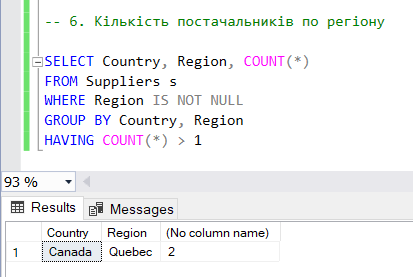 -- 6. Кількість постачальників по регіону
SELECT Country, Region, COUNT(*)
FROM Suppliers s
WHERE Region IS NOT NULL
GROUP BY Country, Region
HAVING COUNT(*) > 1
93 %
Results Messages
Country Region (No column name)
1 Canada Quebec 2